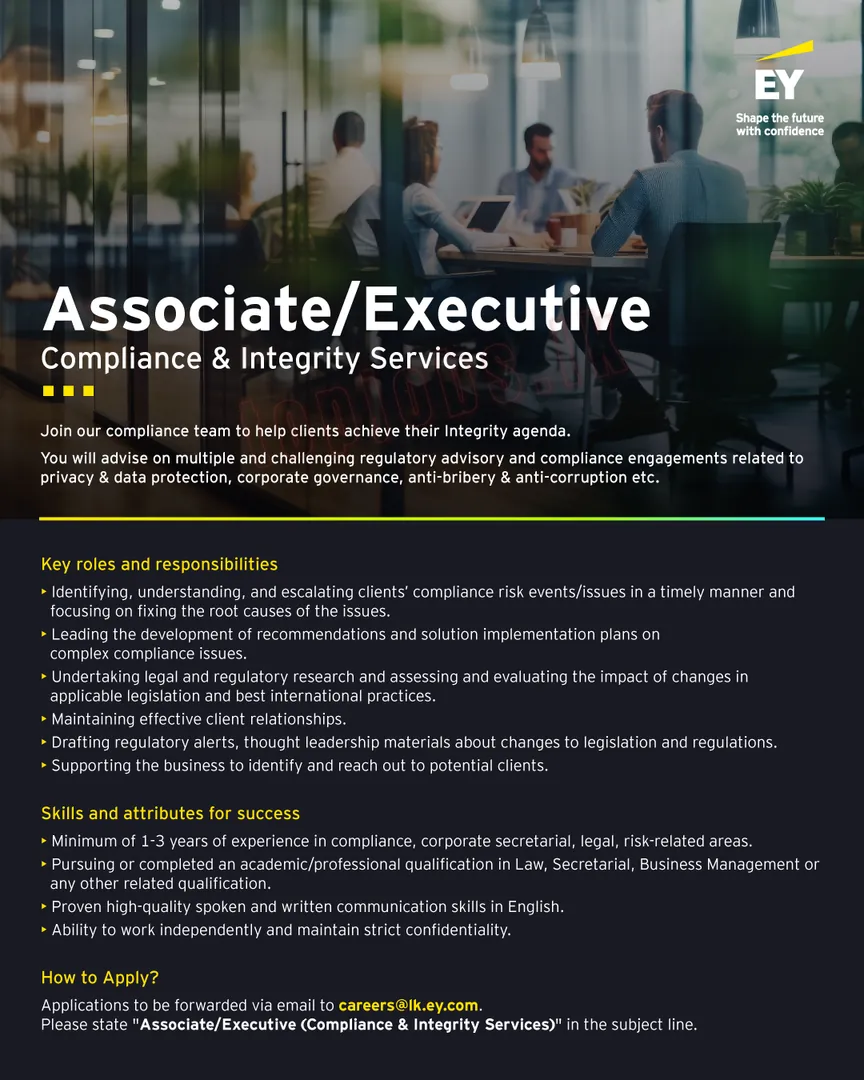 EY
Shape the future
with confidence
Associate/Executive
Compliance & Integrity Services
topjobs.lk
Join our compliance team to help clients achieve their Integrity agenda.
You will advise on multiple and challenging regulatory advisory and compliance engagements related to
privacy & data protection, corporate governance, anti-bribery & anti-corruption etc.
Key roles and responsibilities
▸ Identifying, understanding, and escalating clients’ compliance risk events/issues in a timely manner and
focusing on fixing the root causes of the issues.
▸ Leading the development of recommendations and solution implementation plans on
complex compliance issues.
▸ Undertaking legal and regulatory research and assessing and evaluating the impact of changes in
applicable legislation and best international practices.
▸ Maintaining effective client relationships.
▸ Drafting regulatory alerts, thought leadership materials about changes to legislation and regulations.
▸ Supporting the business to identify and reach out to potential clients.
Skills and attributes for success
▸ Minimum of 1-3 years of experience in compliance, corporate secretarial, legal, risk-related areas.
▸ Pursuing or completed an academic/professional qualification in Law, Secretarial, Business Management or
any other related qualification.
▸ Proven high-quality spoken and written communication skills in English.
▸ Ability to work independently and maintain strict confidentiality.
How to Apply?
Applications to be forwarded via email to careers@lk.ey.com.
Please state "Associate/Executive (Compliance & Integrity Services)" in the subject line.